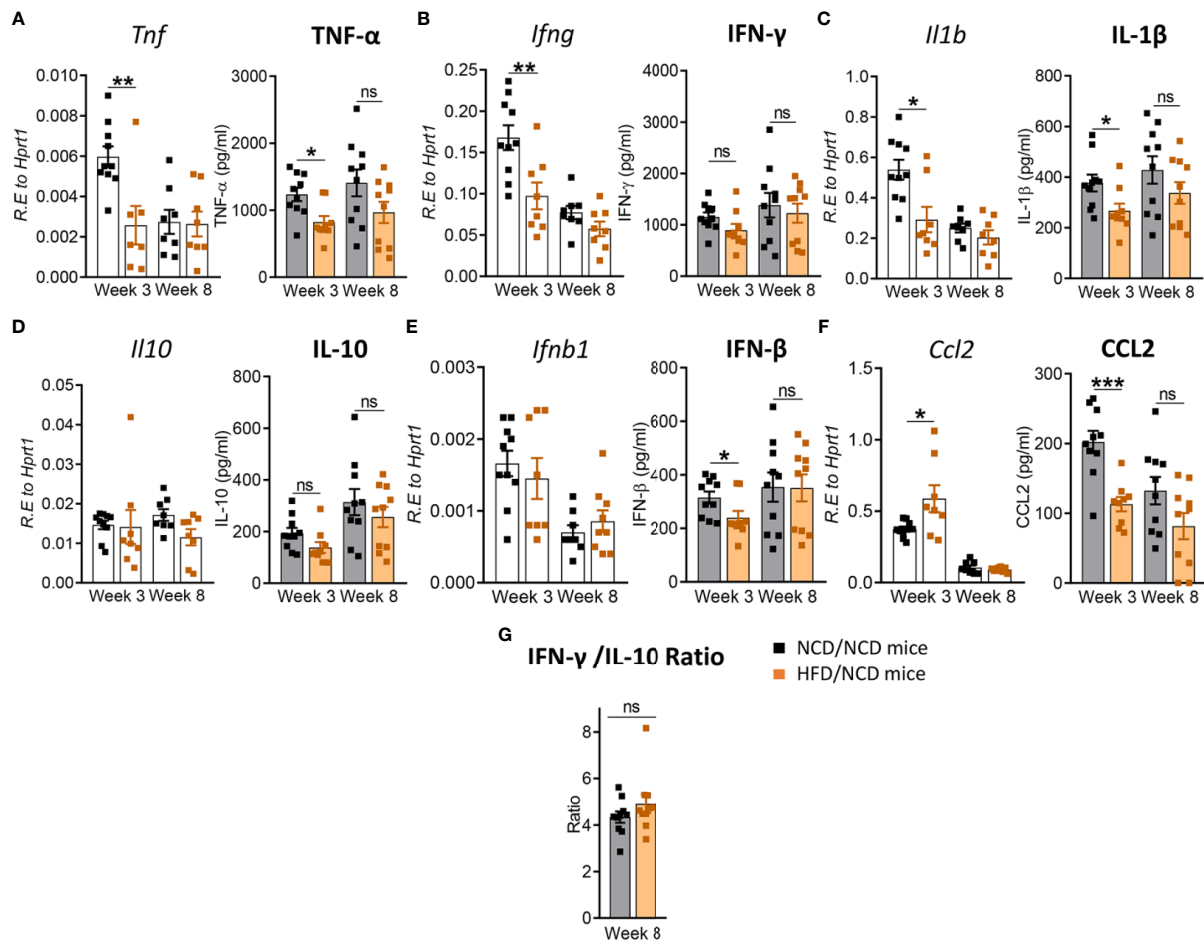 A
Tnf
TNF-α
R.E to Hprt1
0.010
0.008
0.006
0.004
0.002
0.000
**
Week 3 Week 8
TNF-α (pg/ml)
3000
2000
1000
0
*
ns
Week 3 Week 8
B
Ifng
IFN-γ
R.E to Hprt1
0.25
0.20
0.15
0.10
0.05
0.00
**
Week 3 Week 8
IFN-γ (pg/ml)
4000
3000
2000
1000
0
ns
ns
Week 3 Week 8
C
Il1b
IL-1β
R.E to Hprt1
1.0
0.8
0.6
0.4
0.2
0.0
*
Week 3 Week 8
IL-1β (pg/ml)
800
600
400
200
0
*
ns
Week 3 Week 8
D
Il10
IL-10
R.E to Hprt1
0.05
0.04
0.03
0.02
0.01
0.00
Week 3 Week 8
IL-10 (pg/ml)
800
600
400
200
0
ns
ns
Week 3 Week 8
E
Ifnb1
IFN-β
R.E to Hprt1
0.003
0.002
0.001
0.000
Week 3 Week 8
IFN-β (pg/ml)
800
600
400
200
0
*
ns
Week 3 Week 8
F
Ccl2
CCL2
R.E to Hprt1
1.5
1.0
0.5
0.0
*
Week 3 Week 8
CCL2 (pg/ml)
300
200
100
0
***
ns
Week 3 Week 8
G
IFN-γ /IL-10 Ratio
NCD/NCD mice
HFD/NCD mice
Ratio
8
6
4
2
0
ns
Week 8